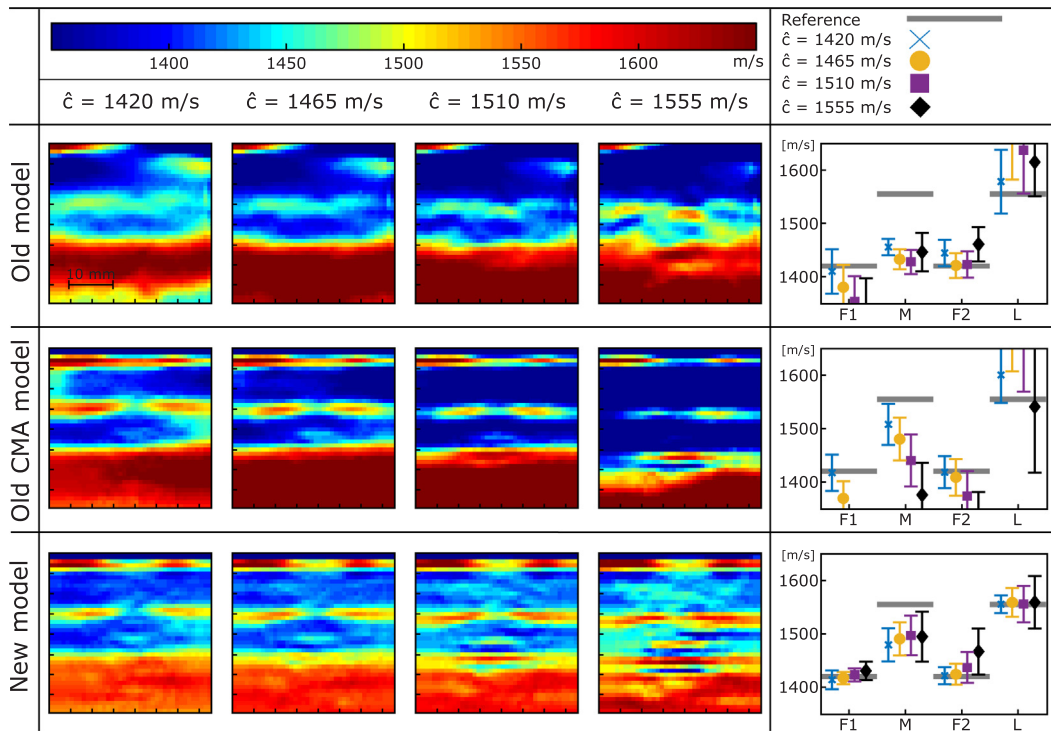 1400 1450 1500 1550 1600 m/s
ĉ = 1420 m/s ĉ = 1465 m/s ĉ = 1510 m/s ĉ = 1555 m/s
Reference
ĉ = 1420 m/s
ĉ = 1465 m/s
ĉ = 1510 m/s
ĉ = 1555 m/s
Old model
10 mm
[m/s]
1600
1500
1400
F1 M F2 L
Old CMA model
[m/s]
1600
1500
1400
F1 M F2 L
New model
[m/s]
1600
1500
1400
F1 M F2 L